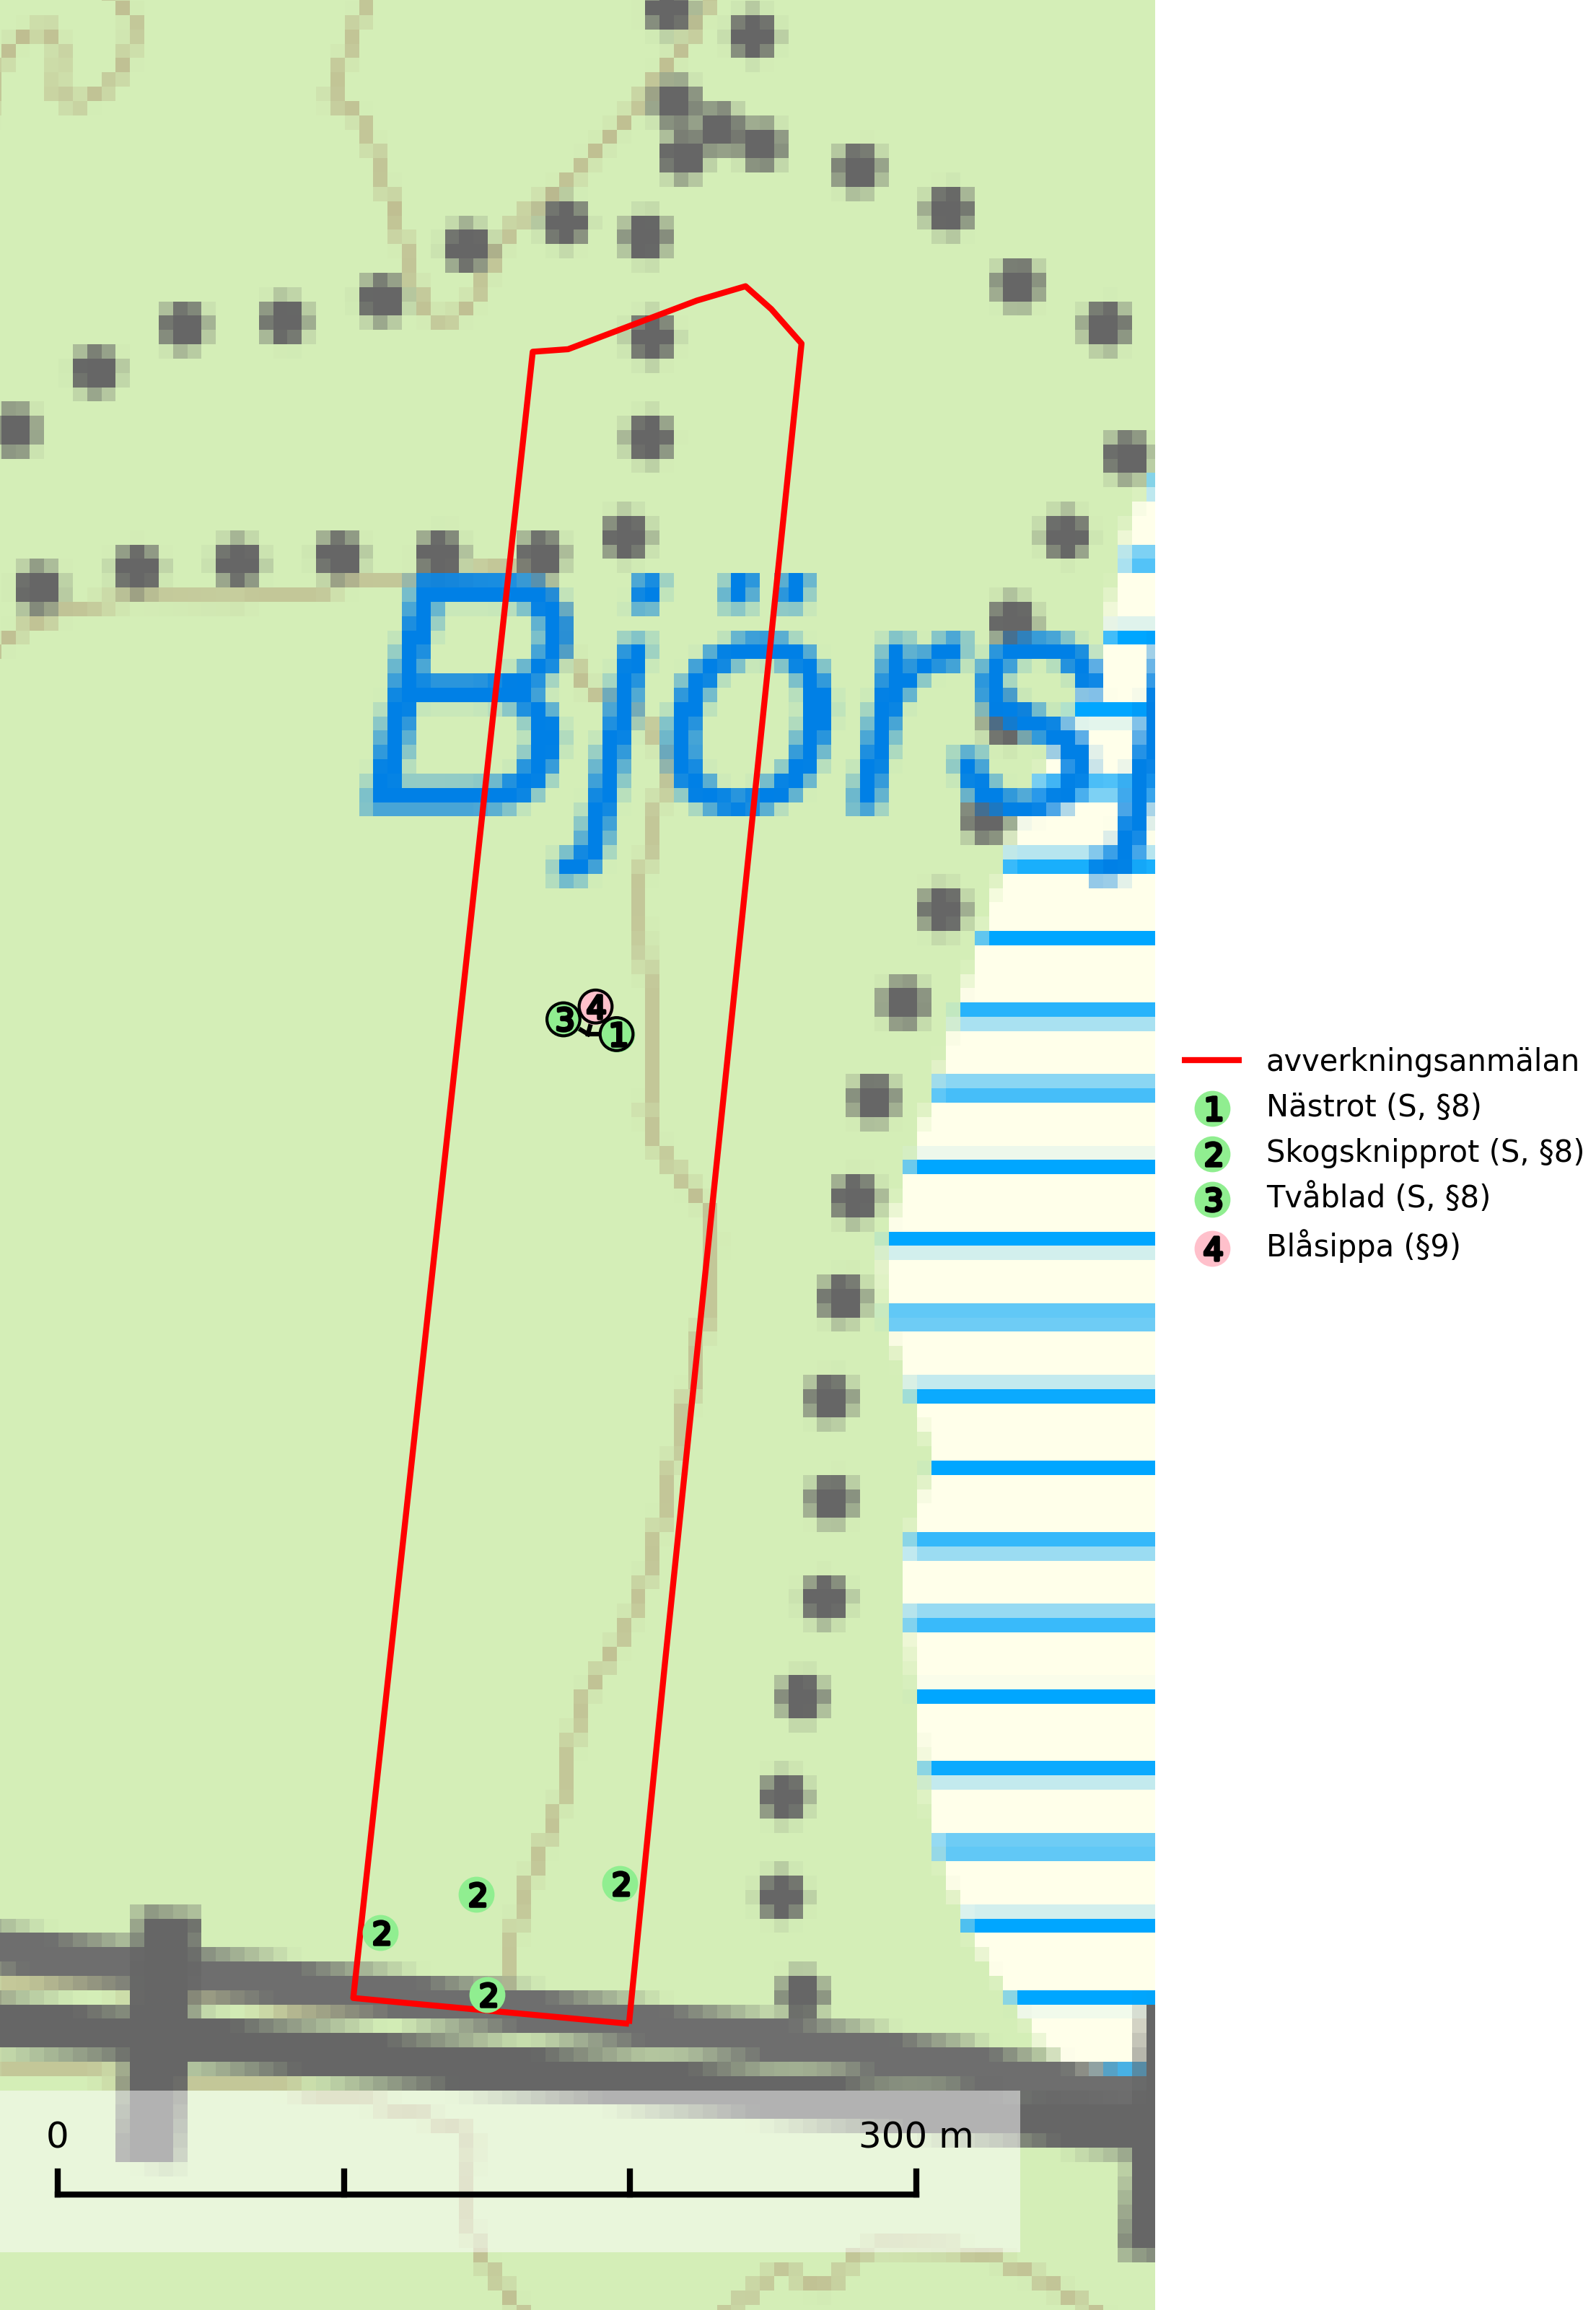 Björsj
3
4
1
2
2
2
2
0
300 m
avverkningsanmälan
1 Nästrot (S, §8)
2 Skogsknipprot (S, §8)
3 Tvåblad (S, §8)
4 Blåsippa (§9)